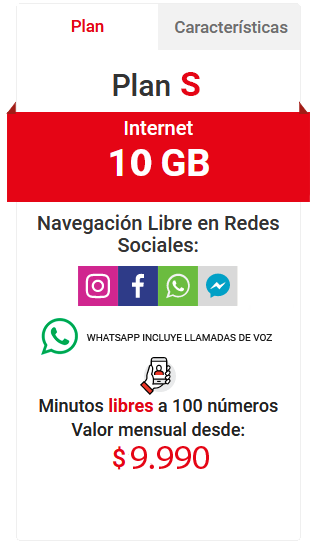 Plan
Características
Plan S
Internet
10 GB
Navegación Libre en Redes
Sociales:
WHATSAPP INCLUYE LLAMADAS DE VOZ
Minutos libres a 100 números
Valor mensual desde:
$9.990